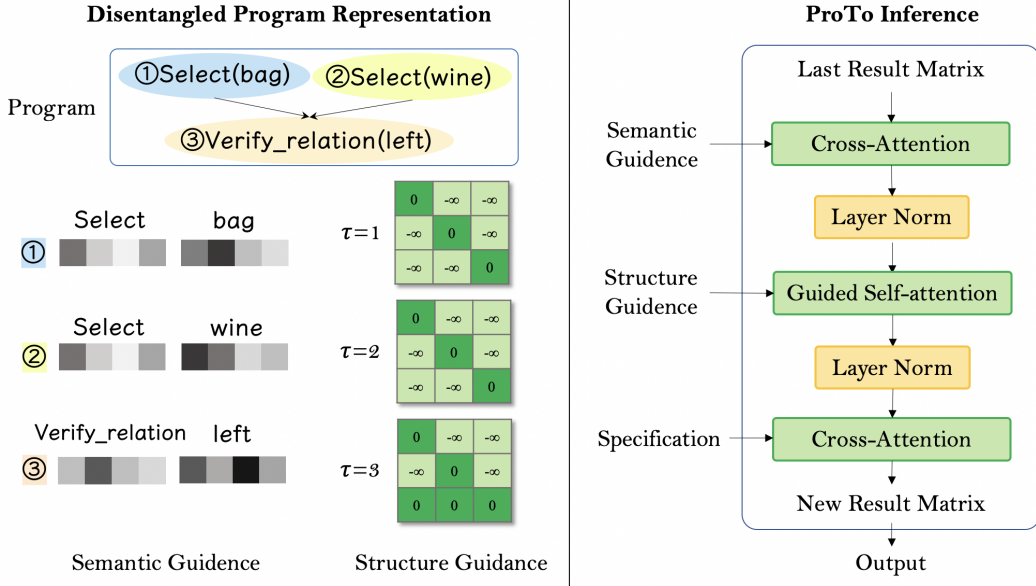 Disentangled Program Representation
Program
①Select(bag)
②Select(wine)
③Verify_relation(left)
①
Select
bag
τ=1
0 -∞ -∞
-∞ 0 -∞
-∞ -∞ 0
②
Select
wine
τ=2
0 -∞ -∞
-∞ 0 -∞
-∞ -∞ 0
③
Verify_relation
left
τ=3
0 -∞ -∞
-∞ 0 -∞
0 0 0
Semantic Guidence
Structure Guidance
ProTo Inference
Last Result Matrix
Semantic
Guidence
Cross-Attention
Layer Norm
Structure
Guidence
Guided Self-attention
Layer Norm
Specification
Cross-Attention
New Result Matrix
Output